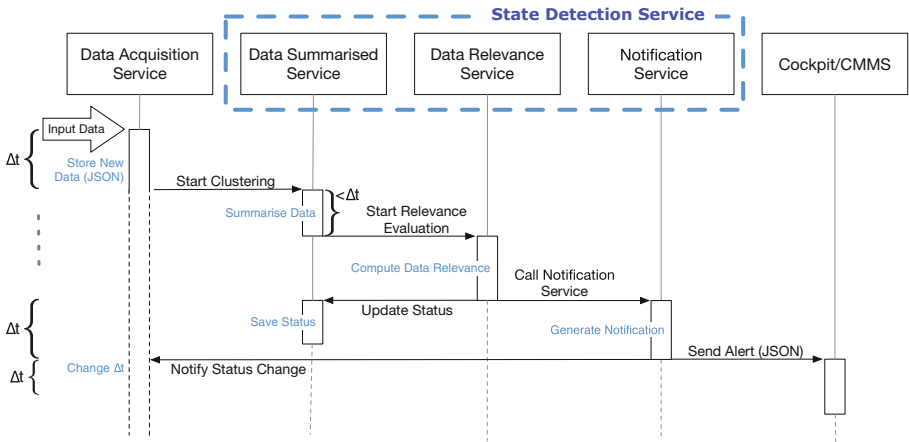 State Detection Service
Data Acquisition
Service
Data Summarised
Service
Data Relevance
Service
Notification
Service
Cockpit/CMMS
Input Data
Δt
Store New
Data (JSON)
Start Clustering
<Δt
Summarise Data
Start Relevance
Evaluation
Compute Data Relevance
Call Notification
Service
Update Status
Save Status
Δt
Generate Notification
Send Alert (JSON)
Notify Status Change
Change Δt
Δt